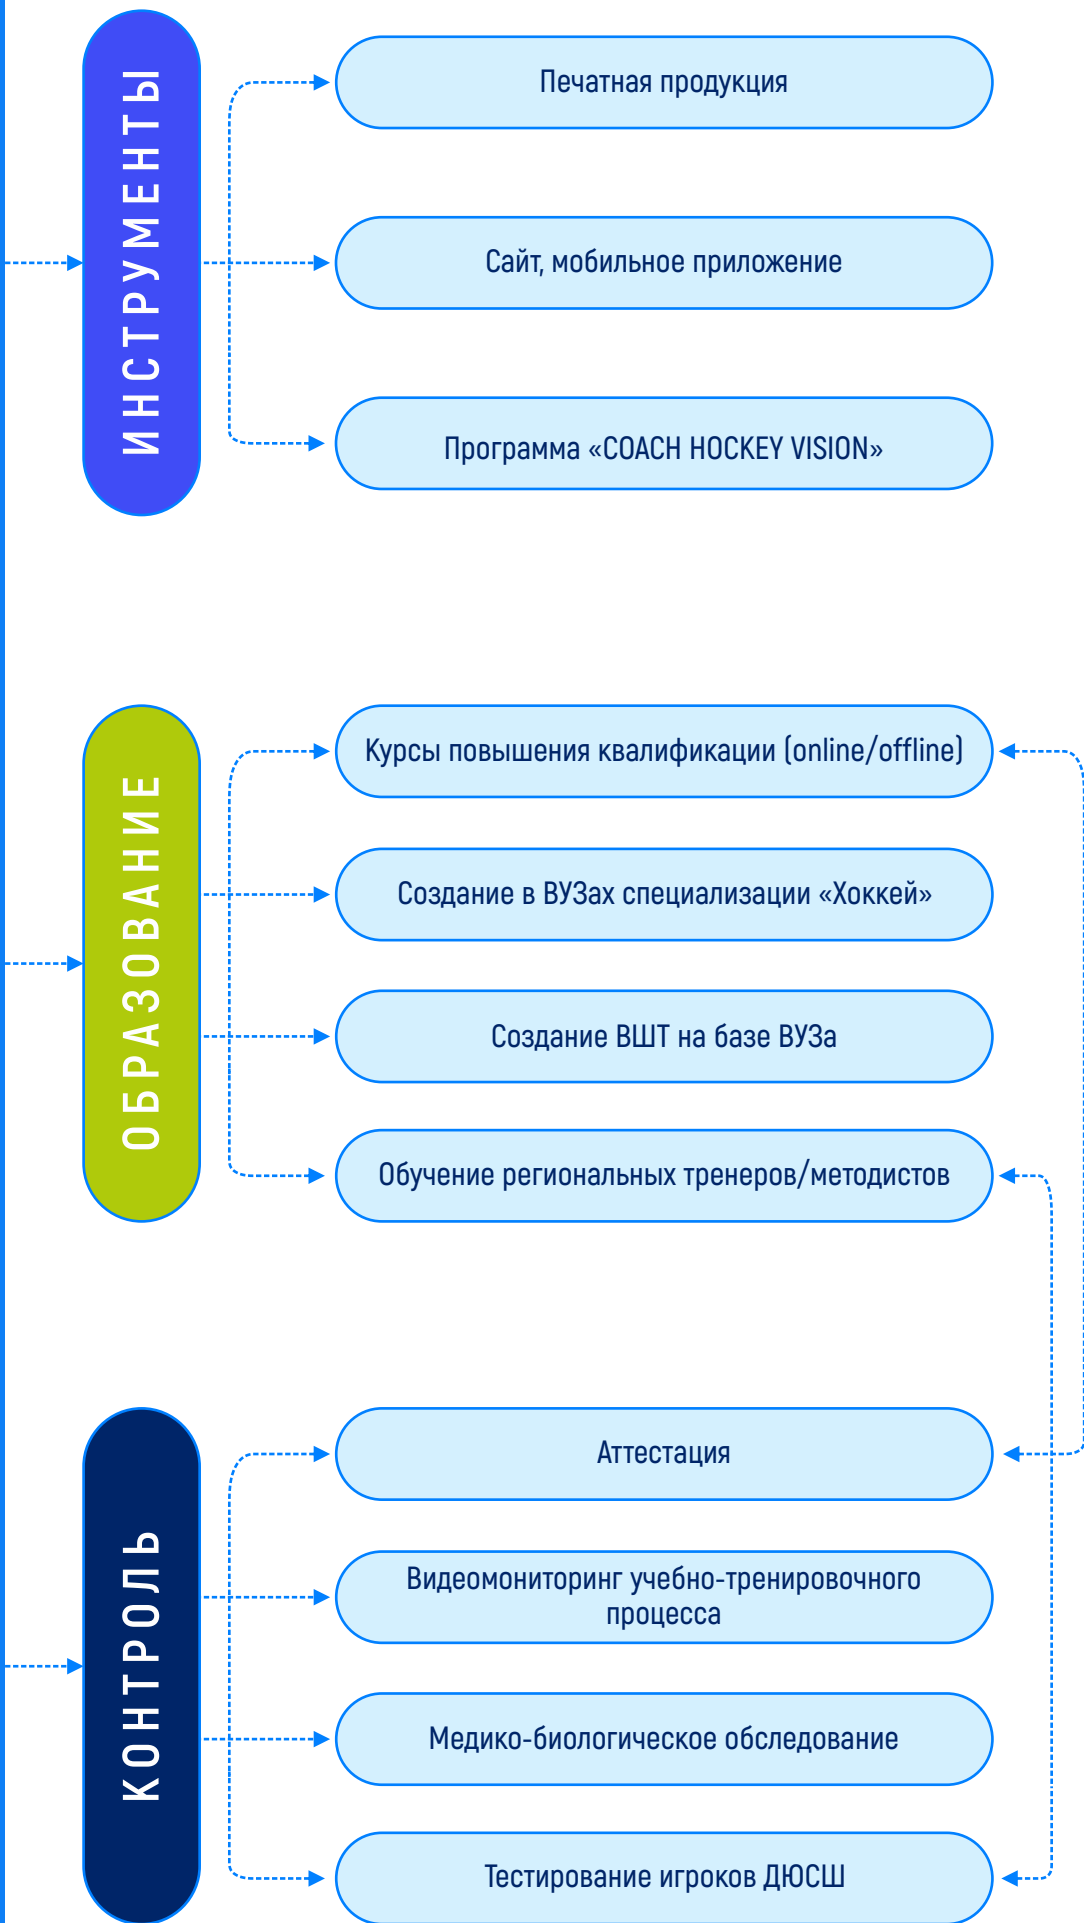 ИНСТРУМЕНТЫ
Печатная продукция
Сайт, мобильное приложение
Программа «COACH HOCKEY VISION»
ОБРАЗОВАНИЕ
Курсы повышения квалификации (online/offline)
Создание в ВУЗах специализации «Хоккей»
Создание ВШТ на базе ВУЗа
Обучение региональных тренеров/методистов
КОНТРОЛЬ
Аттестация
Видеомониторинг учебно-тренировочного
процесса
Медико-биологическое обследование
Тестирование игроков ДЮСШ